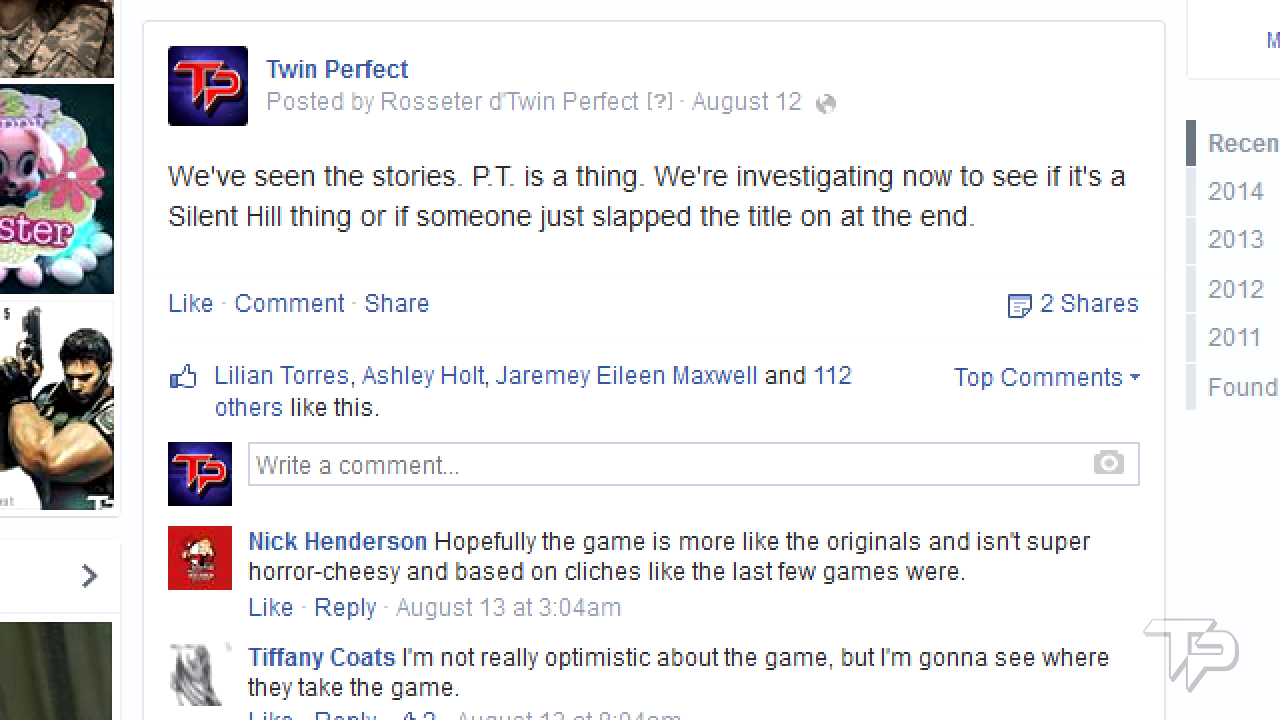 Twin Perfect
Posted by Rosseter d'Twin Perfect [?] · August 12
We've seen the stories. P.T. is a thing. We're investigating now to see if it's a
Silent Hill thing or if someone just slapped the title on at the end.
Like · Comment · Share
2 Shares
Lilian Torres, Ashley Holt, Jaremey Eileen Maxwell and 112
others like this.
Top Comments
Write a comment...
Nick Henderson Hopefully the game is more like the originals and isn't super
horror-cheesy and based on cliches like the last few games were.
Like · Reply · August 13 at 3:04am
Tiffany Coats I'm not really optimistic about the game, but I'm gonna see where
they take the game.
Like · Reply · 2 · August 13 at 9:04am
M
Recen
2014
2013
2012
2011
Found
ster
TP
TP
TP